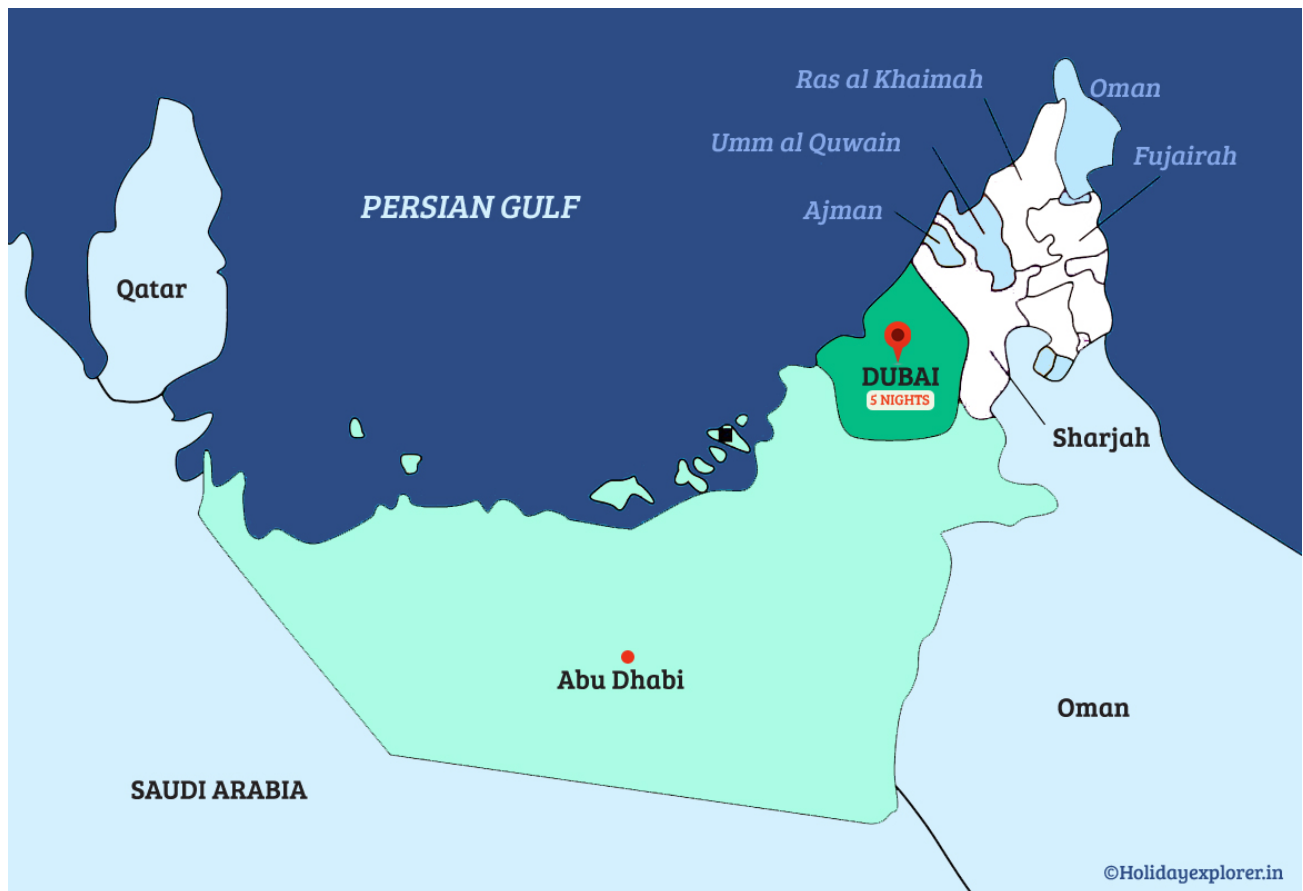 Ras al Khaimah
Oman
Umm al Quwain
Fujairah
PERSIAN GULF
Ajman
Qatar
DUBAI
5 NIGHTS
Sharjah
Abu Dhabi
Oman
SAUDI ARABIA
©Holidayexplorer.in